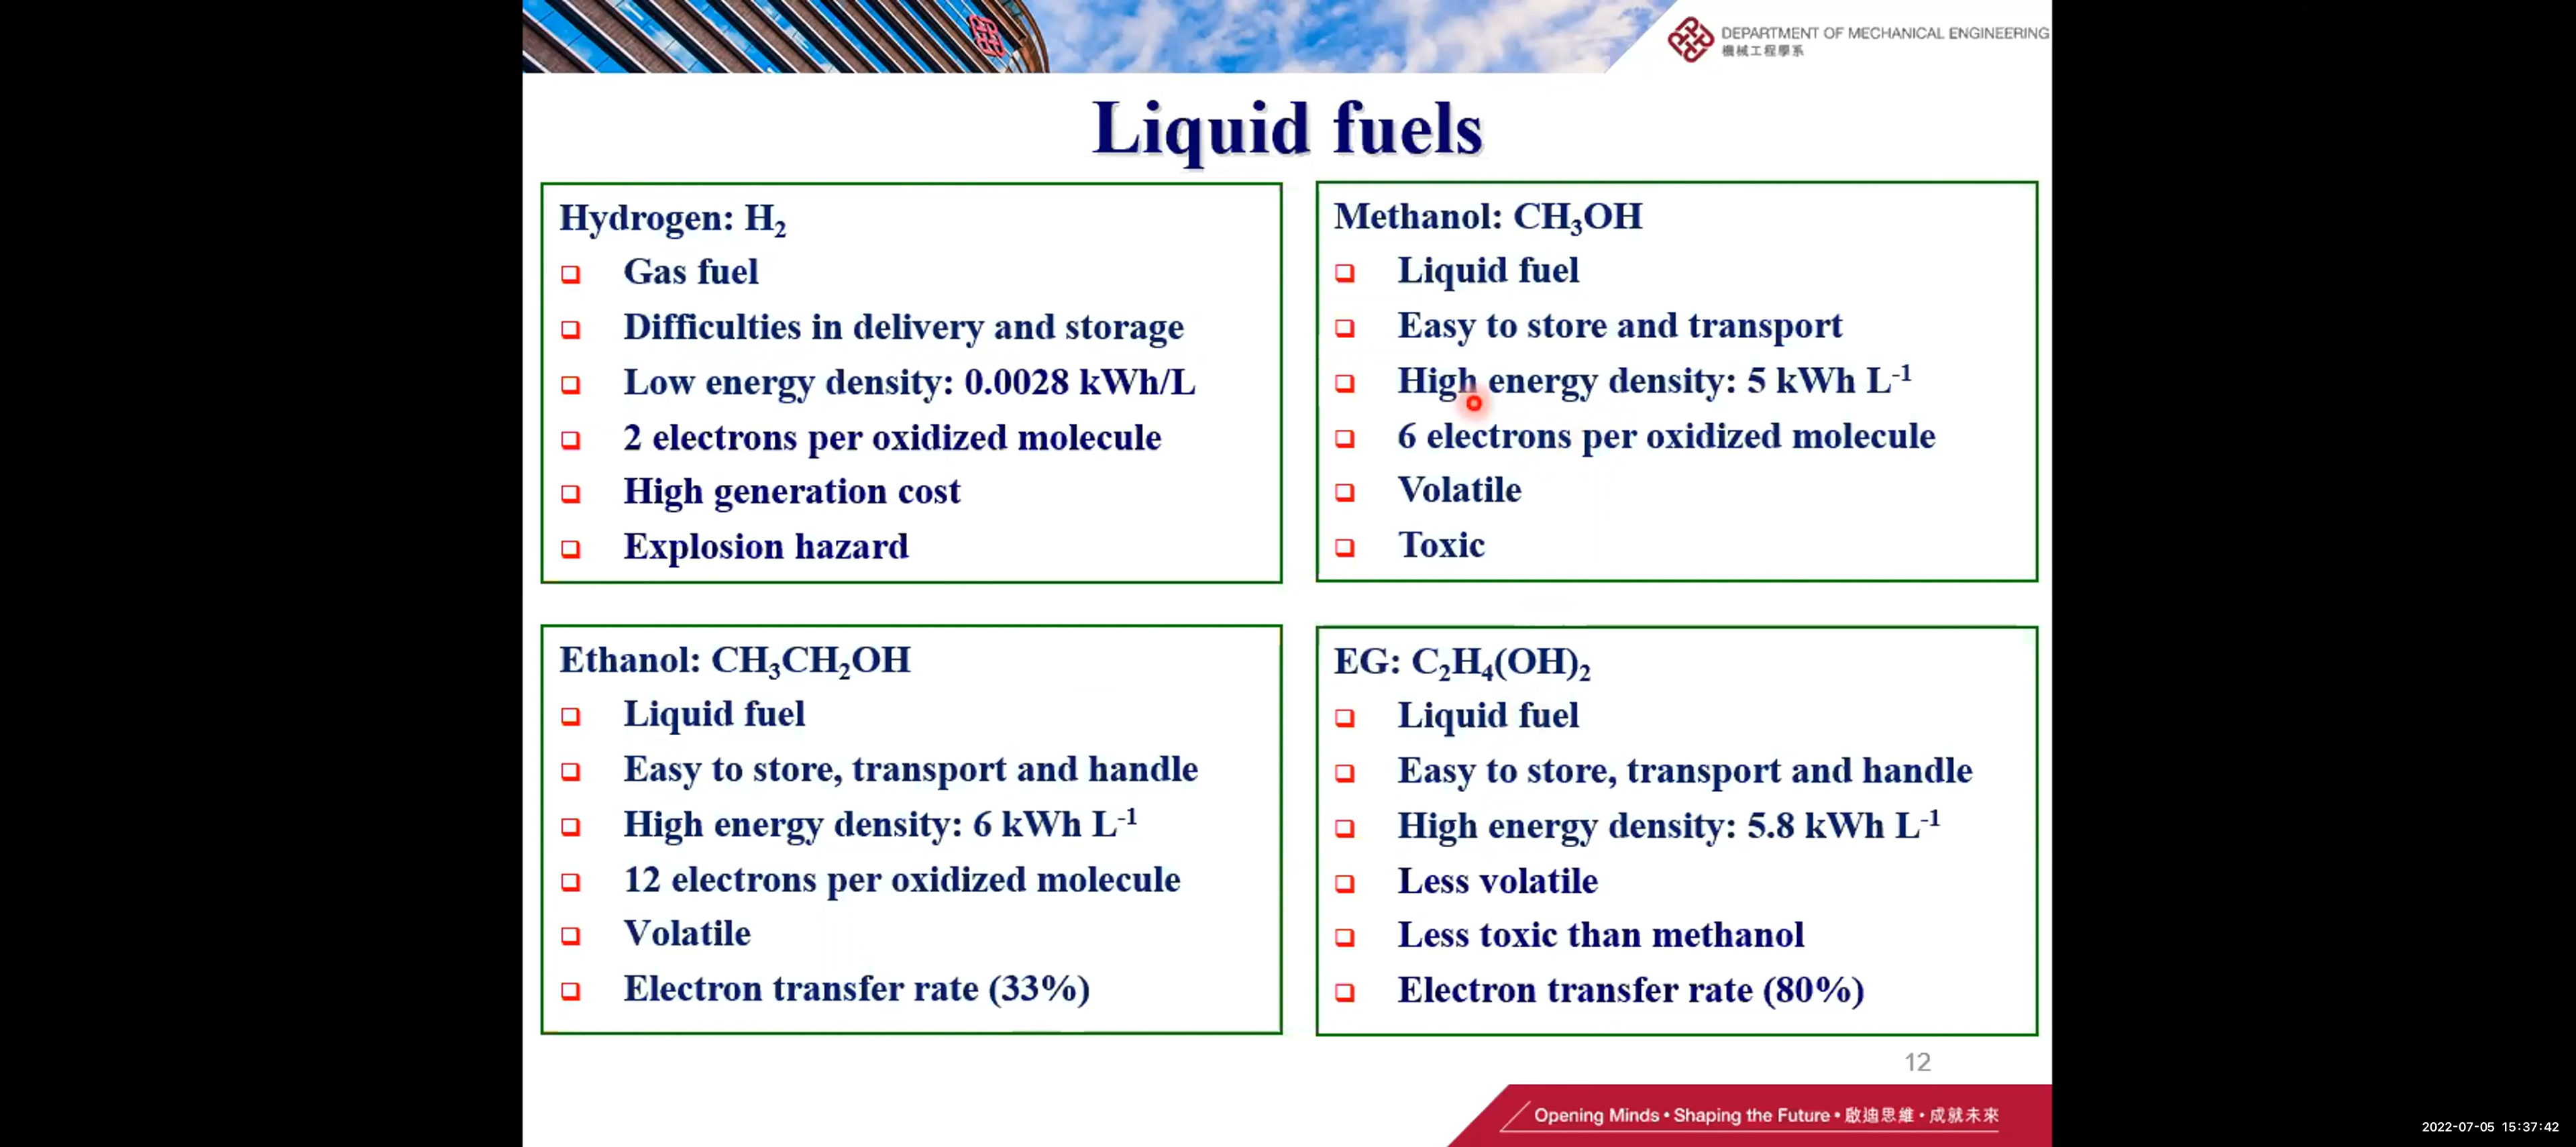 DEPARTMENT OF MECHANICAL ENGINEERING
機械工程學系
Liquid fuels
Hydrogen: H₂
❑ Gas fuel
❑ Difficulties in delivery and storage
❑ Low energy density: 0.0028 kWh/L
❑ 2 electrons per oxidized molecule
❑ High generation cost
❑ Explosion hazard
Methanol: CH₃OH
❑ Liquid fuel
❑ Easy to store and transport
❑ High energy density: 5 kWh L⁻¹
❑ 6 electrons per oxidized molecule
❑ Volatile
❑ Toxic
Ethanol: CH₃CH₂OH
❑ Liquid fuel
❑ Easy to store, transport and handle
❑ High energy density: 6 kWh L⁻¹
❑ 12 electrons per oxidized molecule
❑ Volatile
❑ Electron transfer rate (33%)
EG: C₂H₄(OH)₂
❑ Liquid fuel
❑ Easy to store, transport and handle
❑ High energy density: 5.8 kWh L⁻¹
❑ Less volatile
❑ Less toxic than methanol
❑ Electron transfer rate (80%)
12
Opening Minds • Shaping the Future • 啟迪思維 • 成就未來
2022-07-05 15:37:42